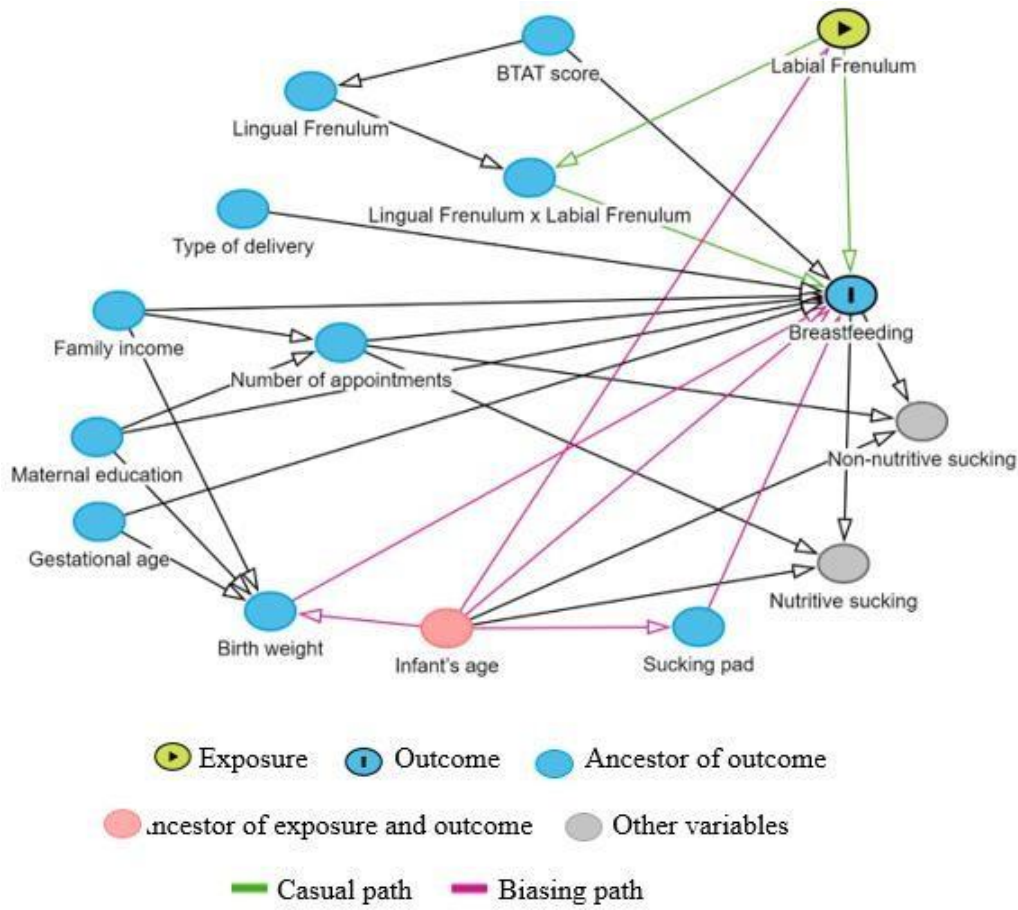 BTAT score
Labial Frenulum
Lingual Frenulum
Lingual Frenulum x Labial Frenulum
Type of delivery
Family income
Breastfeeding
Number of appointments
Maternal education
Non-nutritive sucking
Gestational age
Nutritive sucking
Birth weight
Infant's age
Sucking pad
Exposure
Outcome
Ancestor of outcome
ncestor of exposure and outcome
Other variables
Casual path
Biasing path